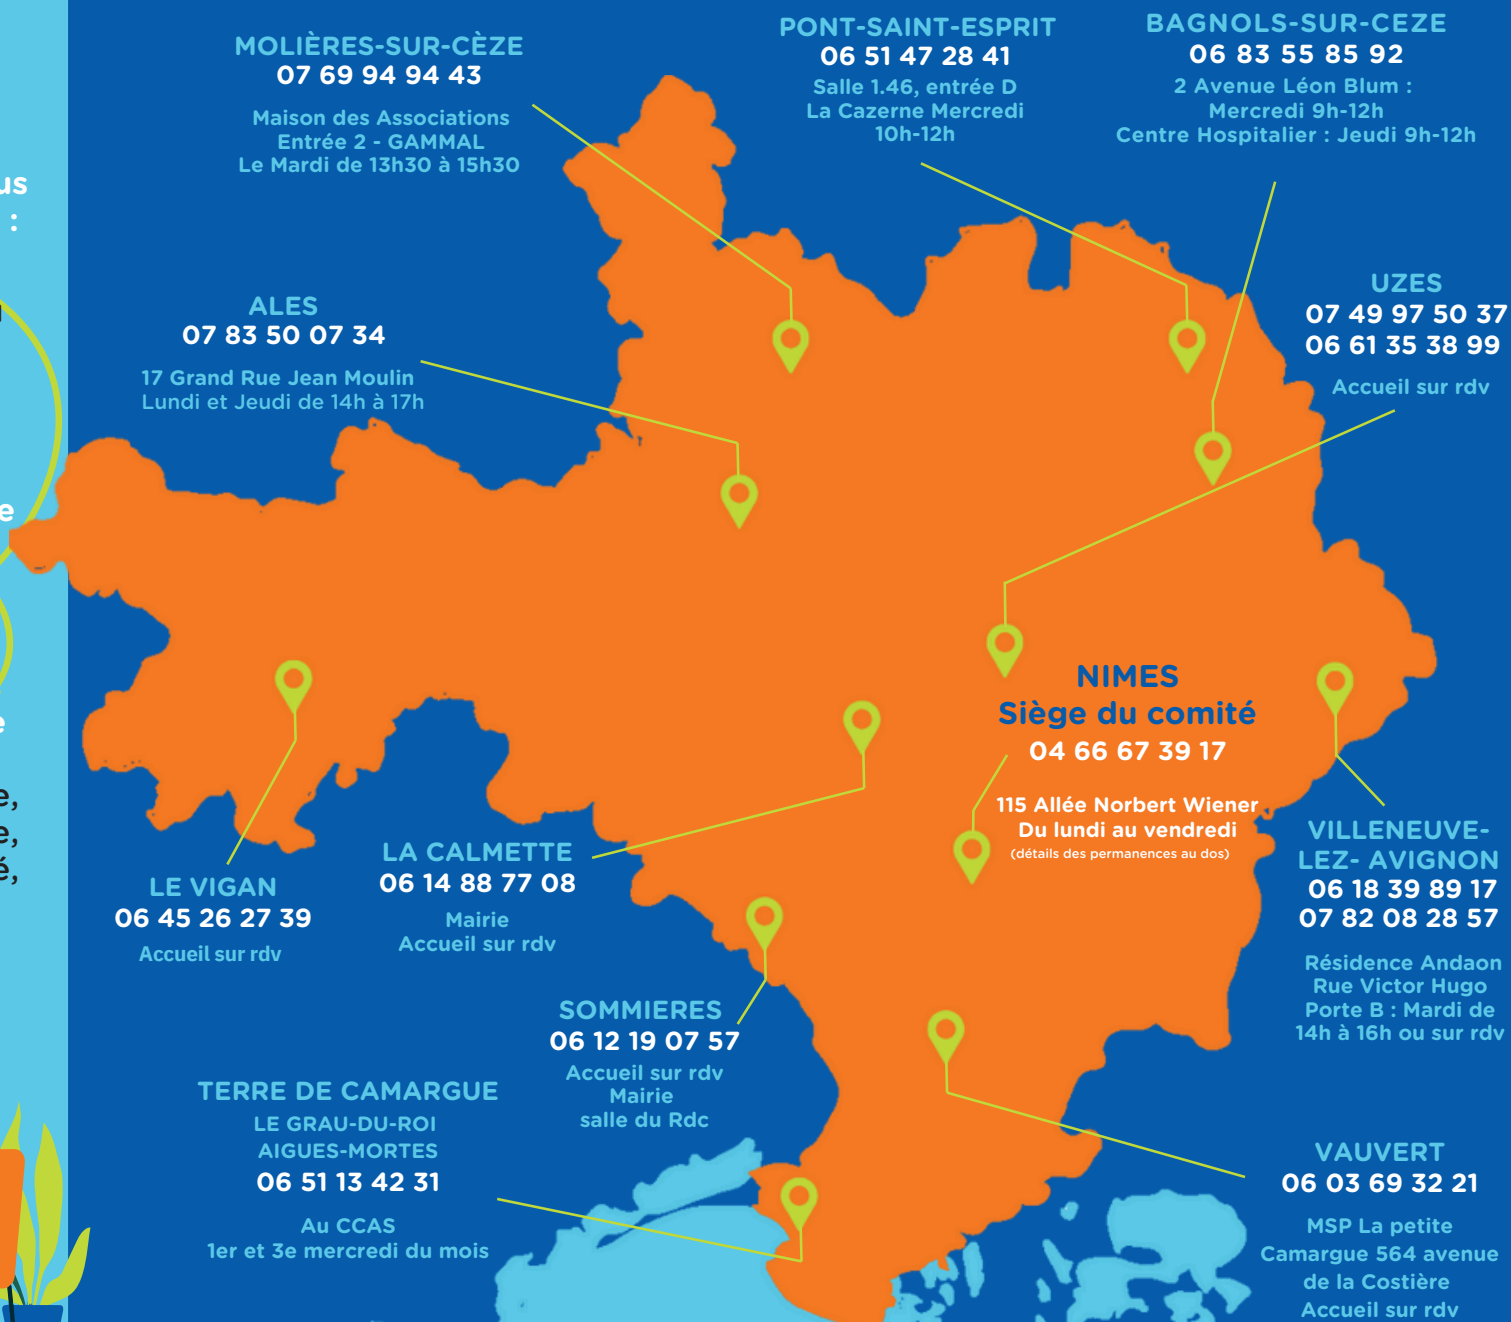 us
:
e
e
e,
e,
é,
MOLIÈRES-SUR-CÈZE
07 69 94 94 43
Maison des Associations
Entrée 2 - GAMMAL
Le Mardi de 13h30 à 15h30
PONT-SAINT-ESPRIT
06 51 47 28 41
Salle 1.46, entrée D
La Cazerne Mercredi
10h-12h
BAGNOLS-SUR-CEZE
06 83 55 85 92
2 Avenue Léon Blum :
Mercredi 9h-12h
Centre Hospitalier : Jeudi 9h-12h
ALES
07 83 50 07 34
17 Grand Rue Jean Moulin
Lundi et Jeudi de 14h à 17h
UZES
07 49 97 50 37
06 61 35 38 99
Accueil sur rdv
NIMES
Siège du comité
04 66 67 39 17
115 Allée Norbert Wiener
Du lundi au vendredi
(détails des permanences au dos)
VILLENEUVE-
LEZ- AVIGNON
06 18 39 89 17
07 82 08 28 57
Résidence Andaon
Rue Victor Hugo
Porte B : Mardi de
14h à 16h ou sur rdv
LE VIGAN
06 45 26 27 39
Accueil sur rdv
LA CALMETTE
06 14 88 77 08
Mairie
Accueil sur rdv
SOMMIERES
06 12 19 07 57
Accueil sur rdv
Mairie
salle du Rdc
TERRE DE CAMARGUE
LE GRAU-DU-ROI
AIGUES-MORTES
06 51 13 42 31
Au CCAS
1er et 3e mercredi du mois
VAUVERT
06 03 69 32 21
MSP La petite
Camargue 564 avenue
de la Costière
Accueil sur rdv